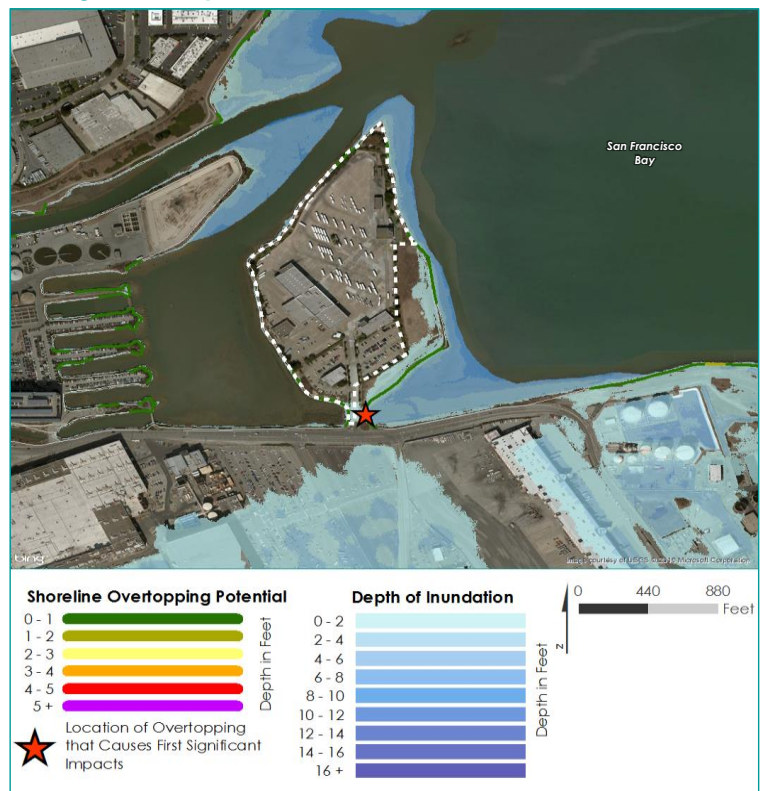 San Francisco
Bay
bing
Image courtesy of USGS © 2010 Microsoft Corporation
Shoreline Overtopping Potential
0 - 1
1 - 2
2 - 3
3 - 4
4 - 5
5 +
Depth in Feet
Location of Overtopping
that Causes First Significant
Impacts
Depth of Inundation
0 - 2
2 - 4
4 - 6
6 - 8
8 - 10
10 - 12
12 - 14
14 - 16
16 +
Depth in Feet
N
0 440 880
Feet